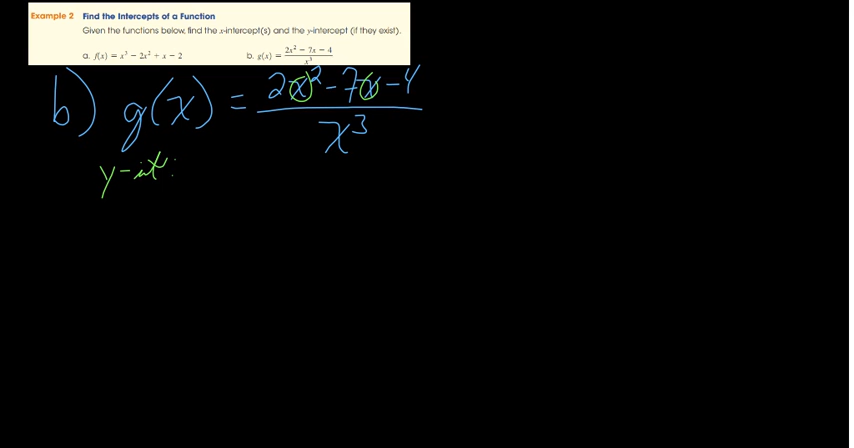 Example 2 Find the Intercepts of a Function
Given the functions below, find the x-intercept(s) and the y-intercept (if they exist).
a. f(x) = x³ − 2x² + x − 2
b. g(x) = (2x² − 7x − 4) / x³
b) g(x) = (2x² − 7x − 4) / x³
y-it: